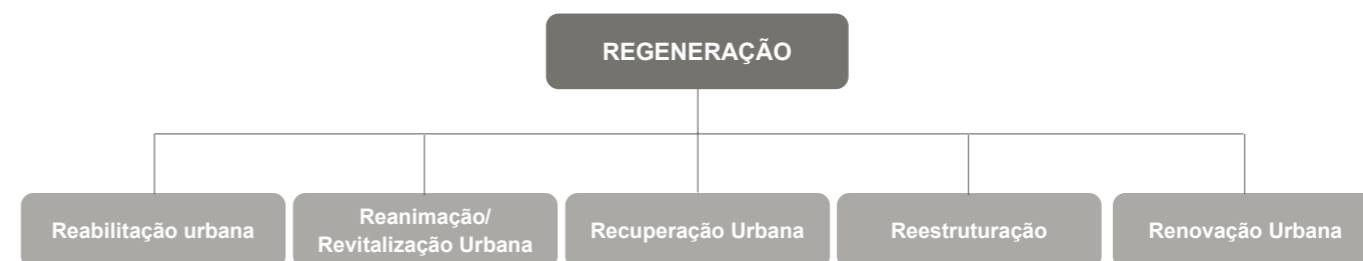 REGENERAÇÃO
Reabilitação urbana
Reanimação/
Revitalização Urbana
Recuperação Urbana
Reestruturação
Renovação Urbana